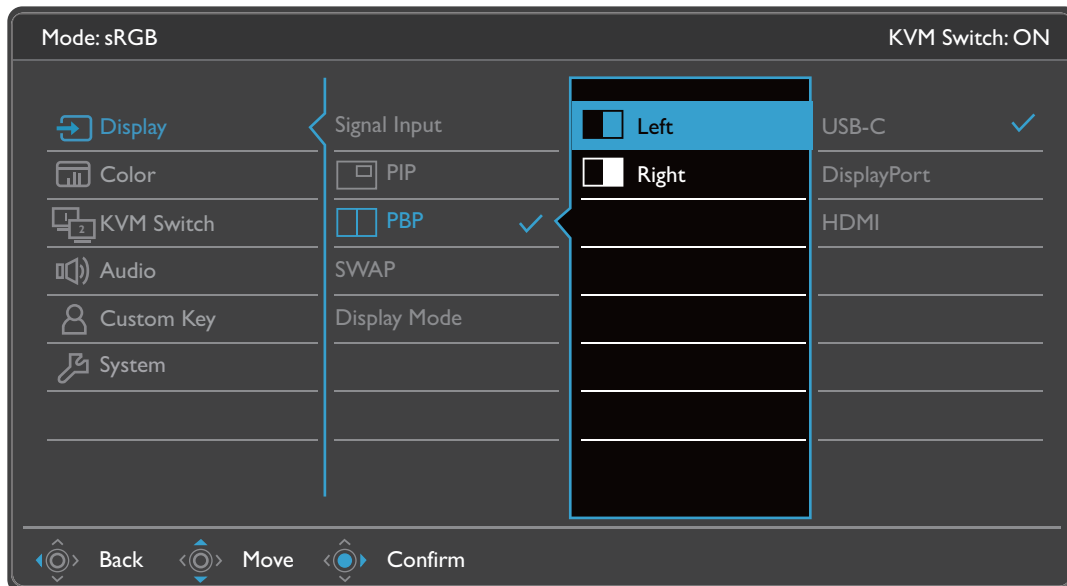 Mode: sRGB
KVM Switch: ON
Display
Color
KVM Switch
Audio
Custom Key
System
Signal Input
PIP
PBP
SWAP
Display Mode
Left
Right
USB-C
DisplayPort
HDMI
Back
Move
Confirm